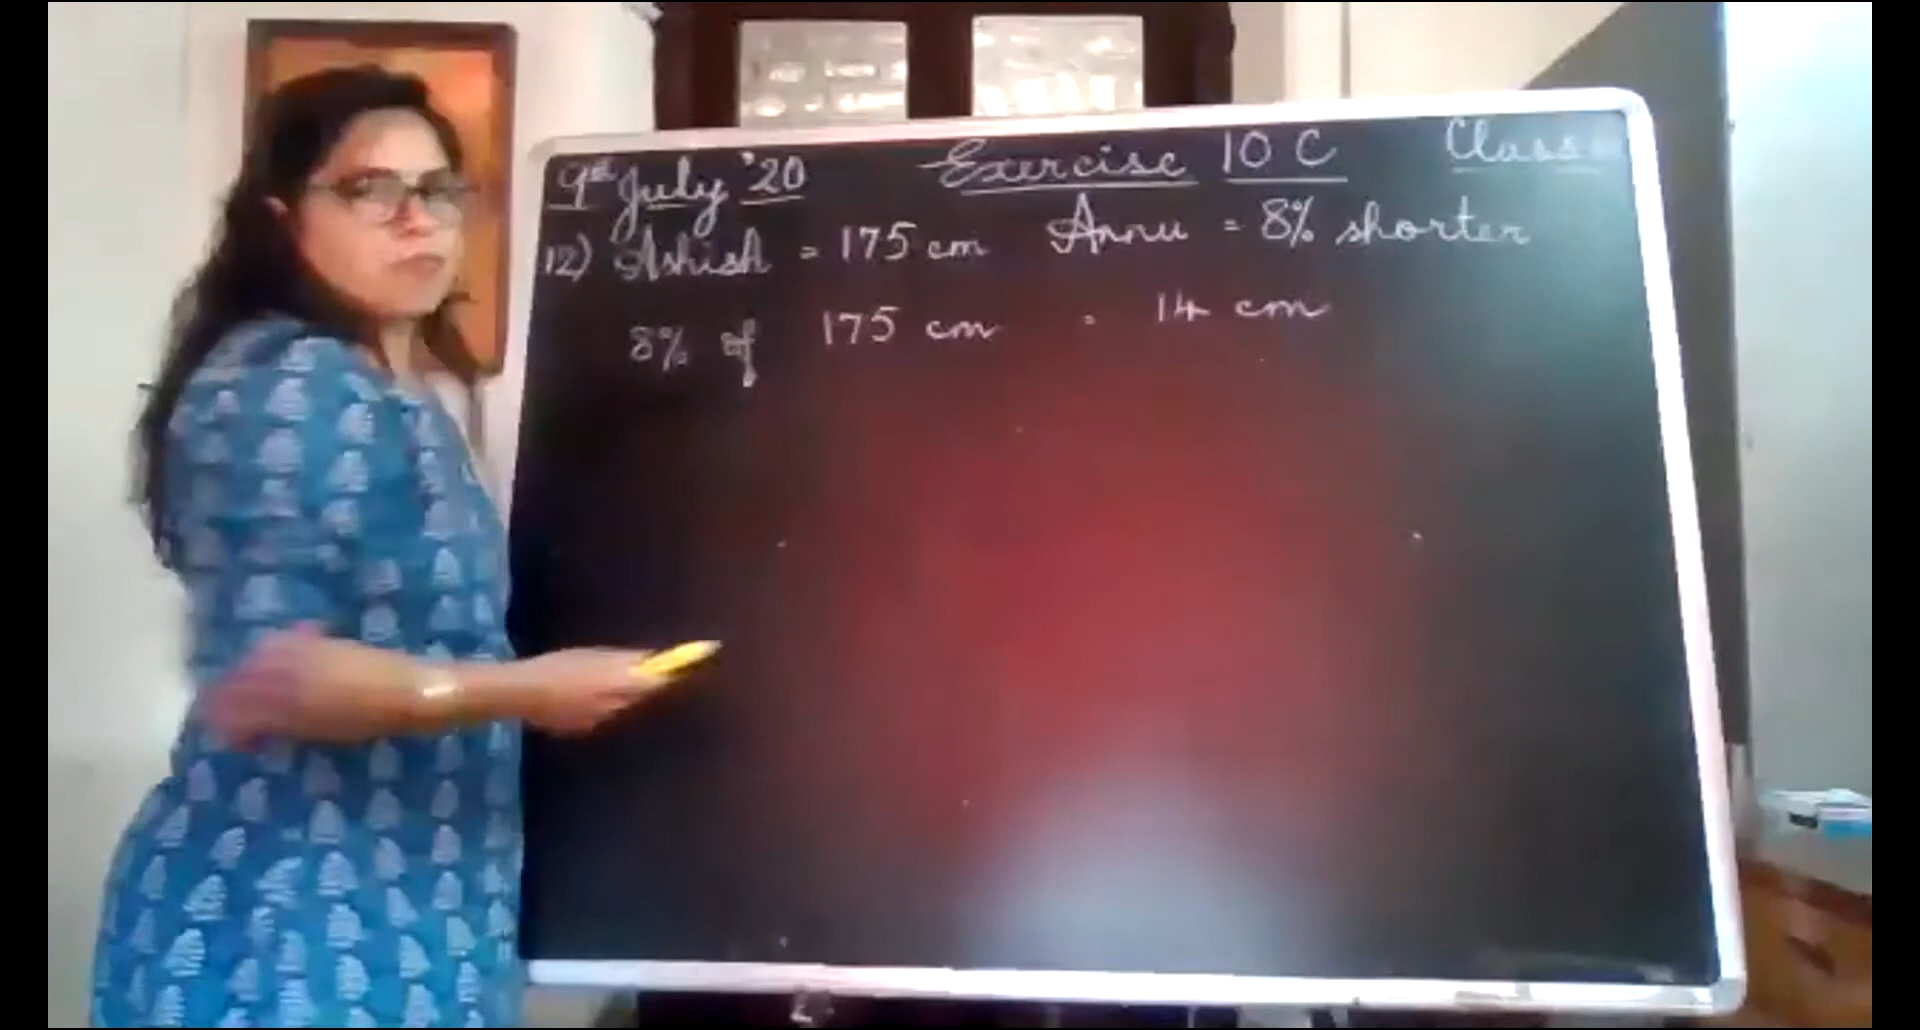 9th July '20 Exercise 10 C Class
12) Ashish = 175 cm Annu = 8% shorter
8% of 175 cm = 14 cm